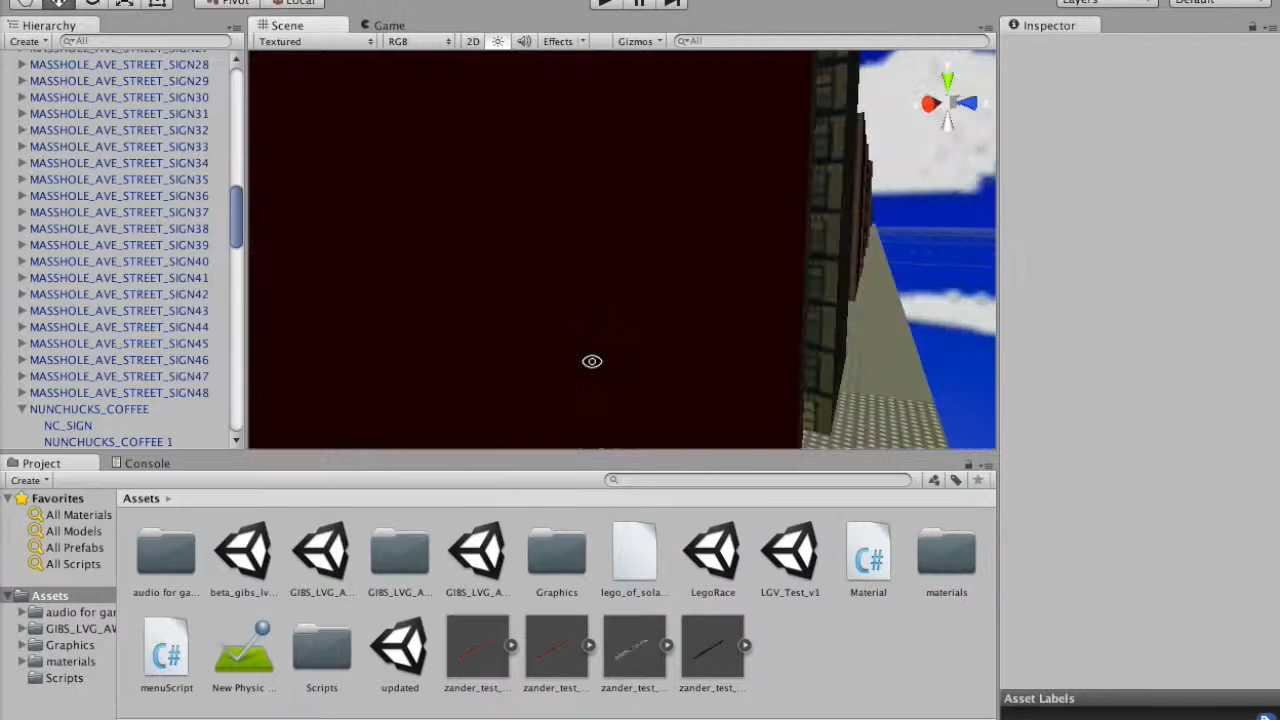 Pivot Local Layers Default
Hierarchy Scene Game Inspector
Create All Textured RGB 2D Effects Gizmos All
MASSHOLE_AVE_STREET_SIGN27
MASSHOLE_AVE_STREET_SIGN28
MASSHOLE_AVE_STREET_SIGN29
MASSHOLE_AVE_STREET_SIGN30
MASSHOLE_AVE_STREET_SIGN31
MASSHOLE_AVE_STREET_SIGN32
MASSHOLE_AVE_STREET_SIGN33
MASSHOLE_AVE_STREET_SIGN34
MASSHOLE_AVE_STREET_SIGN35
MASSHOLE_AVE_STREET_SIGN36
MASSHOLE_AVE_STREET_SIGN37
MASSHOLE_AVE_STREET_SIGN38
MASSHOLE_AVE_STREET_SIGN39
MASSHOLE_AVE_STREET_SIGN40
MASSHOLE_AVE_STREET_SIGN41
MASSHOLE_AVE_STREET_SIGN42
MASSHOLE_AVE_STREET_SIGN43
MASSHOLE_AVE_STREET_SIGN44
MASSHOLE_AVE_STREET_SIGN45
MASSHOLE_AVE_STREET_SIGN46
MASSHOLE_AVE_STREET_SIGN47
MASSHOLE_AVE_STREET_SIGN48
NUNCHUCKS_COFFEE
NC_SIGN
NUNCHUCKS_COFFEE 1
Project Console
Create
Favorites
All Materials
All Models
All Prefabs
All Scripts
Assets
audio for gar
GIBS_LVG_AW
Graphics
materials
Scripts
Assets
audio for ga... beta_gibs_lv... GIBS_LVG_A... GIBS_LVG_A... GIBS_LVG_A... Graphics lego_of_sola... LegoRace LGV_Test_v1 Material materials
menuScript New Physic ... Scripts updated zander_test_... zander_test_... zander_test_... zander_test_...
Asset Labels